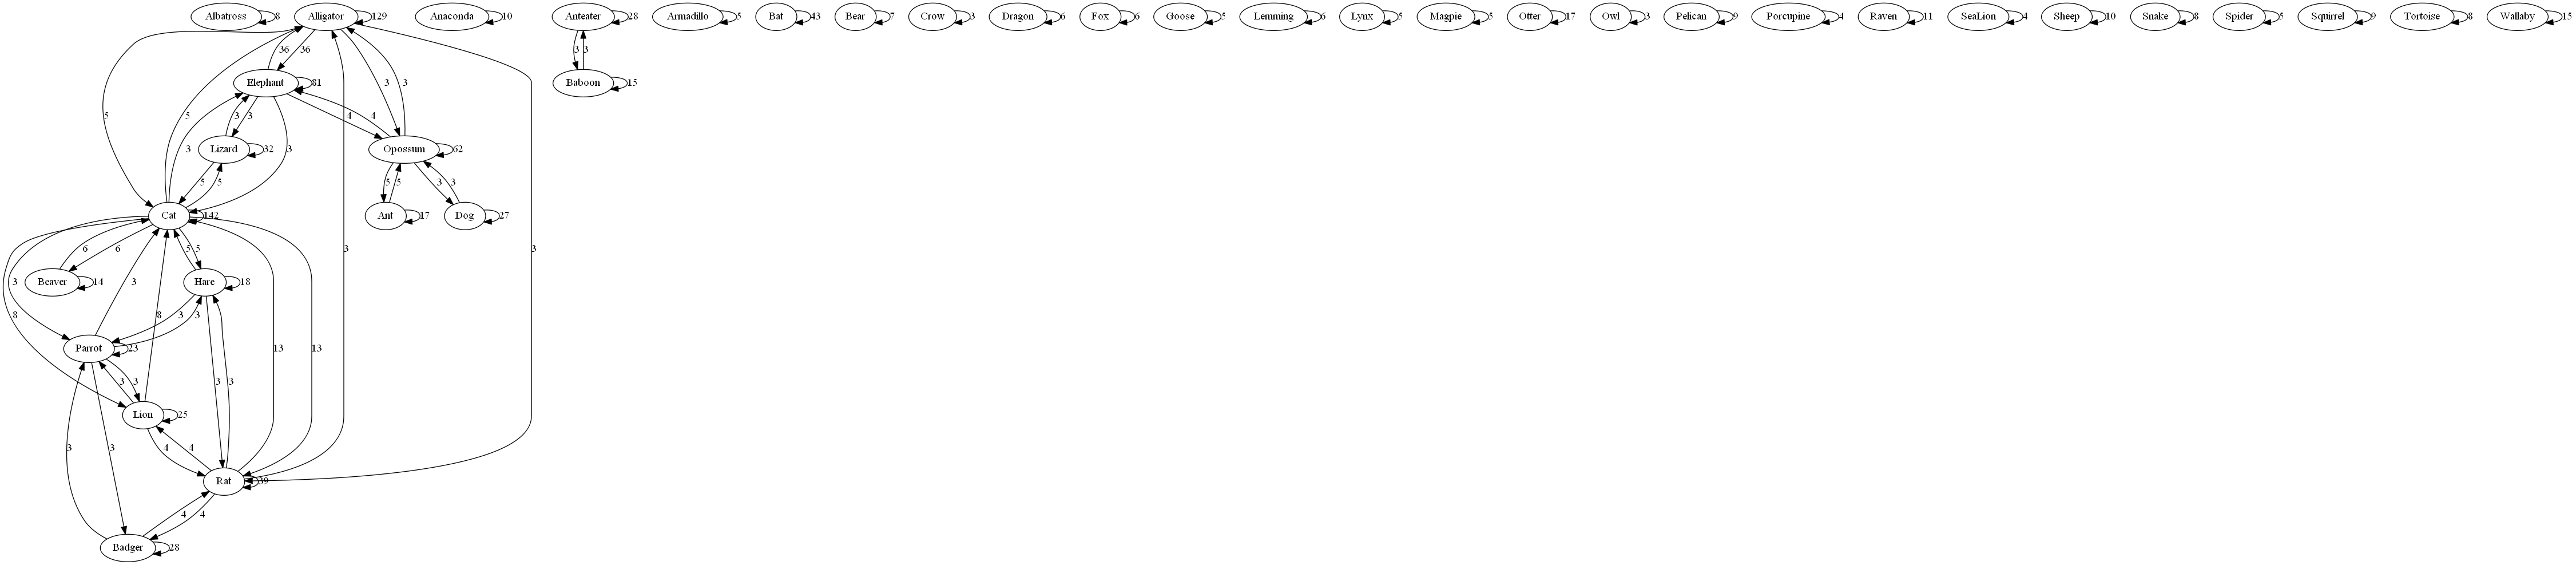 Albatross 8 Alligator 129 Anaconda 10 Anteater 28 Armadillo 5 Bat 43 Bear 7 Crow 3 Dragon 6 Fox 6 Goose 5 Lemming 6 Lynx 5 Magpie 5 Otter 17 Owl 3 Pelican 9 Porcupine 4 Raven 11 SeaLion 4 Sheep 10 Snake 8 Spider 5 Squirrel 9 Tortoise 8 Wallaby 15
36 36 3 3
Elephant 81 3 3 Baboon 15
5 5 3 3 3 4 4
3 Lizard 32 Opossum 62
5 5 5 5 3 3
Cat 142 Ant 17 Dog 27
6 6 5 5 3 3
Beaver 14 Hare 18
3 3
8 8 3 3
Parrot 23 13 13
3 3 3 3
Lion 25
3 3 4 4
Rat 39
4 4
Badger 28